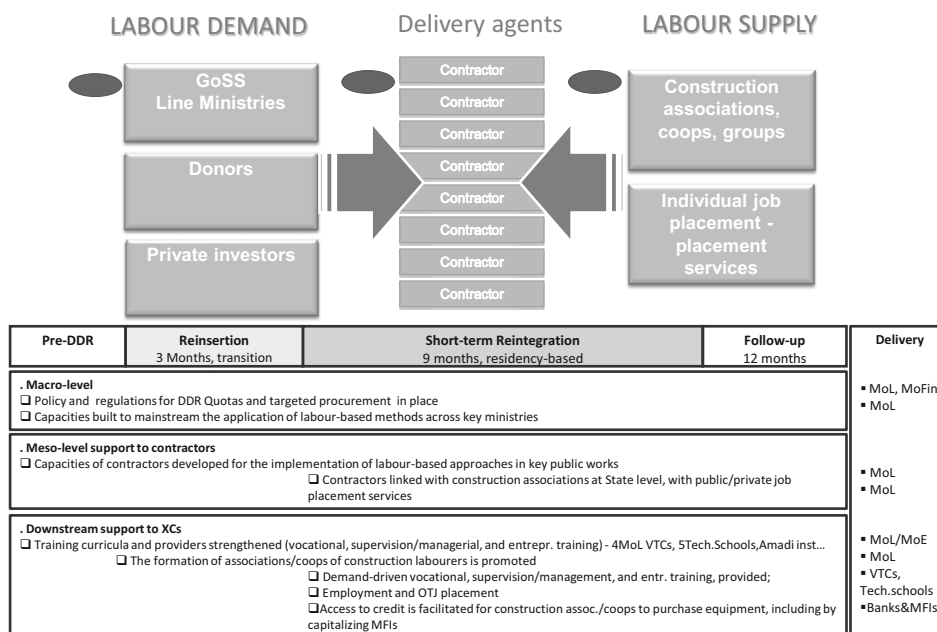 LABOUR DEMAND
Delivery agents
LABOUR SUPPLY
GoSS
Line Ministries
Donors
Private investors
Contractor
Contractor
Contractor
Contractor
Contractor
Contractor
Contractor
Contractor
Construction
associations,
coops, groups
Individual job
placement -
placement
services
Pre-DDR
Reinsertion
3 Months, transition
Short-term Reintegration
9 months, residency-based
Follow-up
12 months
Delivery
. Macro-level
❑ Policy and regulations for DDR Quotas and targeted procurement in place
❑ Capacities built to mainstream the application of labour-based methods across key ministries
▪ MoL, MoFin
▪ MoL
. Meso-level support to contractors
❑ Capacities of contractors developed for the implementation of labour-based approaches in key public works
❑ Contractors linked with construction associations at State level, with public/private job
placement services
▪ MoL
▪ MoL
. Downstream support to XCs
❑ Training curricula and providers strengthened (vocational, supervision/managerial, and entrepr. training) - 4MoL VTCs, 5Tech.Schools,Amadi inst...
❑ The formation of associations/coops of construction labourers is promoted
❑ Demand-driven vocational, supervision/management, and entr. training, provided;
❑ Employment and OTJ placement
❑Access to credit is facilitated for construction assoc./coops to purchase equipment, including by
capitalizing MFIs
▪ MoL/MoE
▪ MoL
▪ VTCs,
Tech.schools
▪Banks&MFIs